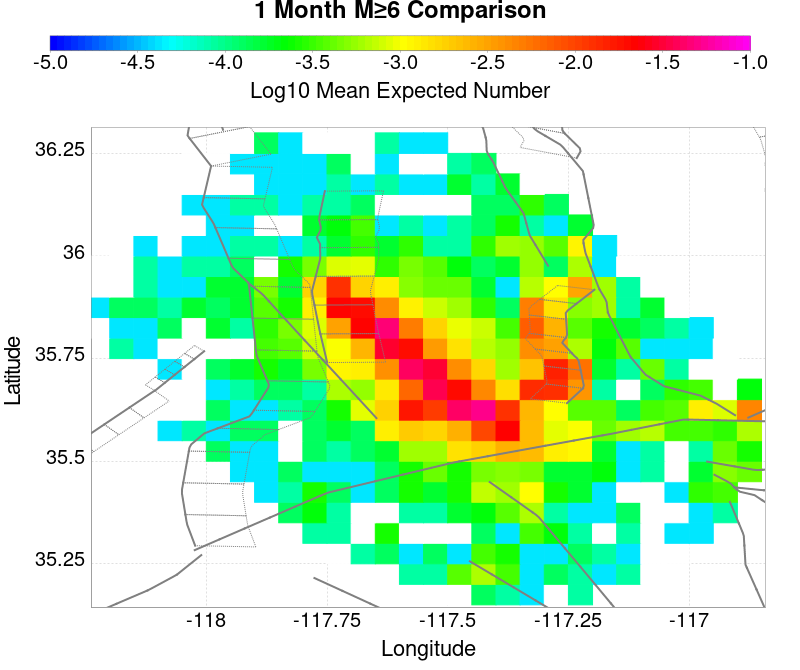 1 Month M≥6 Comparison
-5.0 -4.5 -4.0 -3.5 -3.0 -2.5 -2.0 -1.5 -1.0
Log10 Mean Expected Number
36.25
36
35.75
35.5
35.25
Latitude
-118 -117.75 -117.5 -117.25 -117
Longitude